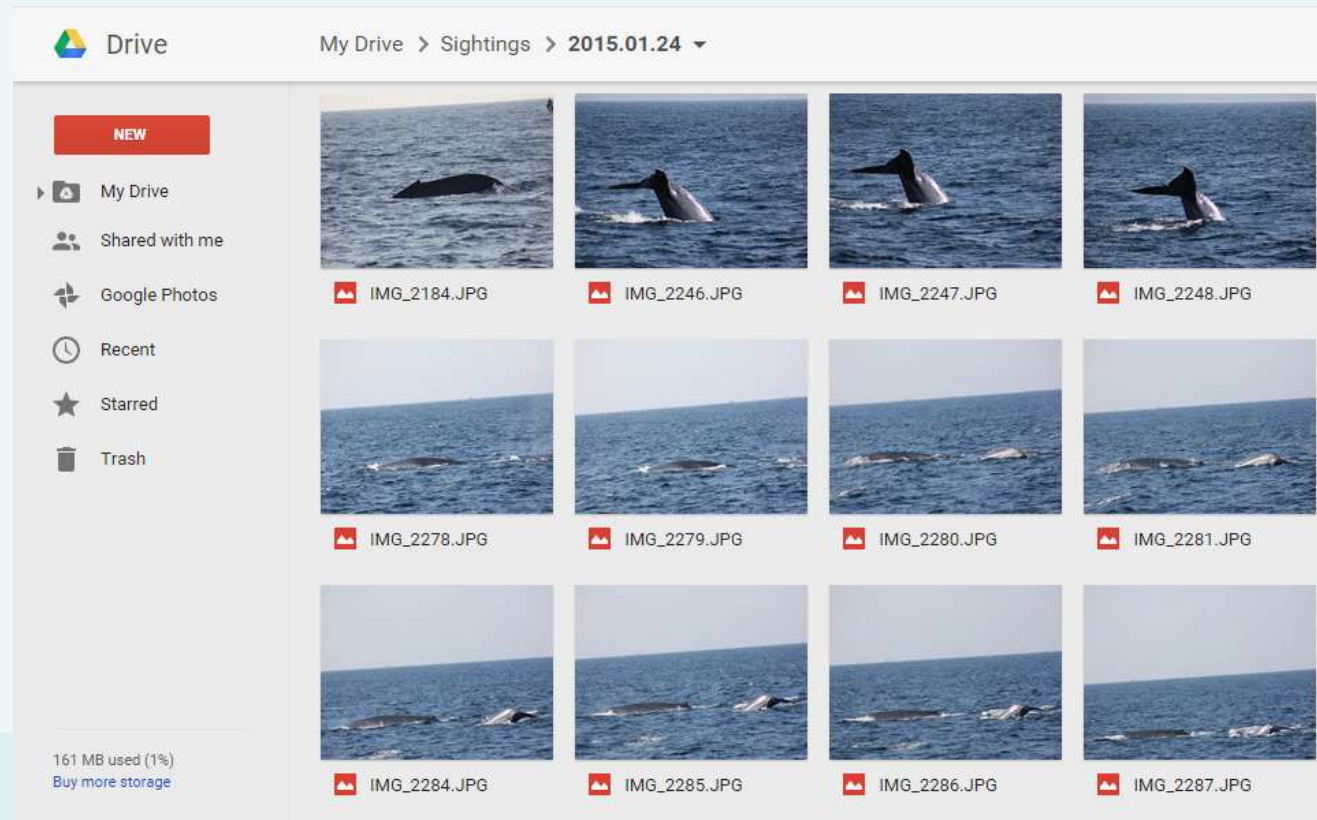 Drive
My Drive > Sightings > 2015.01.24
NEW
My Drive
Shared with me
Google Photos
Recent
Starred
Trash
161 MB used (1%)
Buy more storage
IMG_2184.JPG
IMG_2246.JPG
IMG_2247.JPG
IMG_2248.JPG
IMG_2278.JPG
IMG_2279.JPG
IMG_2280.JPG
IMG_2281.JPG
IMG_2284.JPG
IMG_2285.JPG
IMG_2286.JPG
IMG_2287.JPG